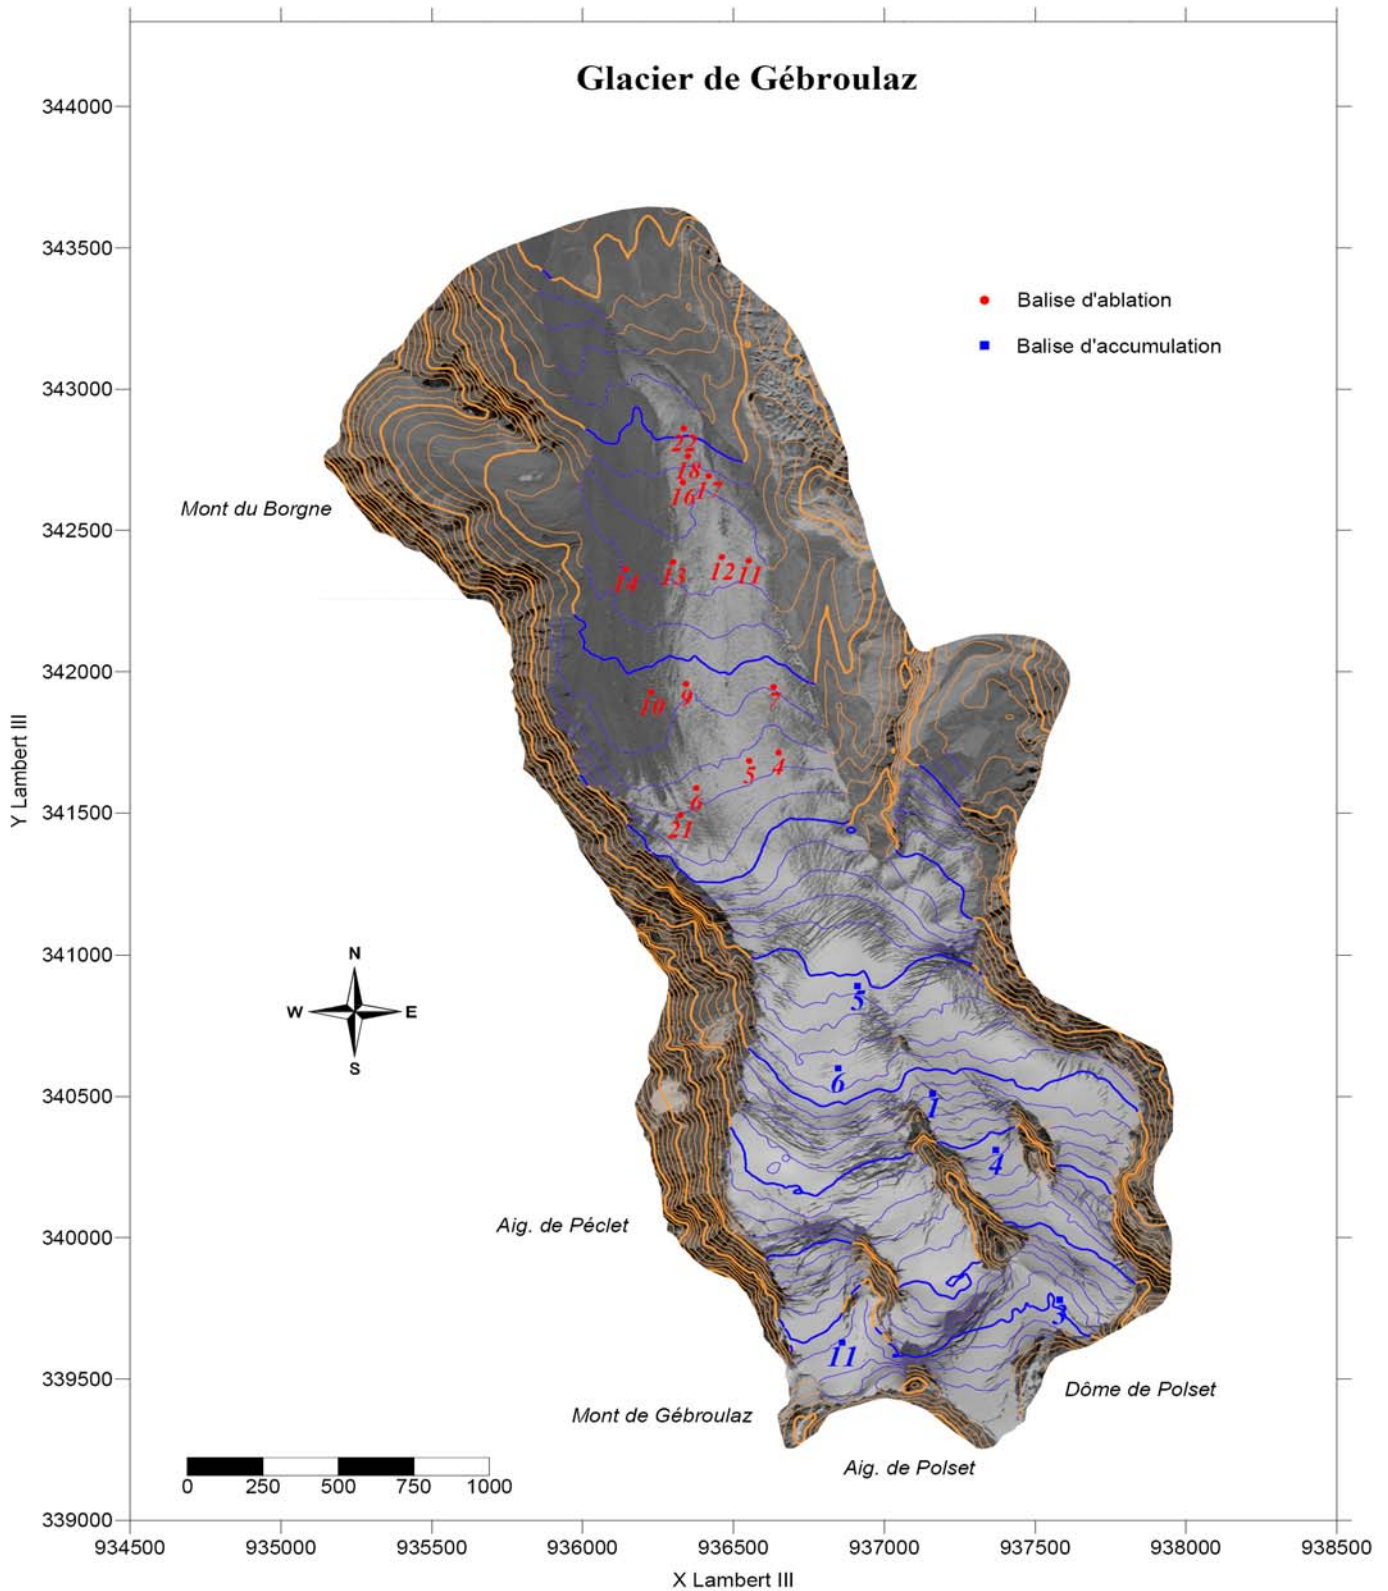 Glacier de Gébroulaz
344000
343500
Balise d'ablation
Balise d'accumulation
343000
22
18
17
16
Mont du Borgne
342500
12
11
13
14
342000
9
7
10
4
5
Y Lambert III
6
341500
21
N
341000
5
W
E
S
6
340500
1
4
Aig. de Péclet
340000
3
11
339500
Dôme de Polset
Mont de Gébroulaz
Aig. de Polset
0 250 500 750 1000
339000
934500 935000 935500 936000 936500 937000 937500 938000 938500
X Lambert III